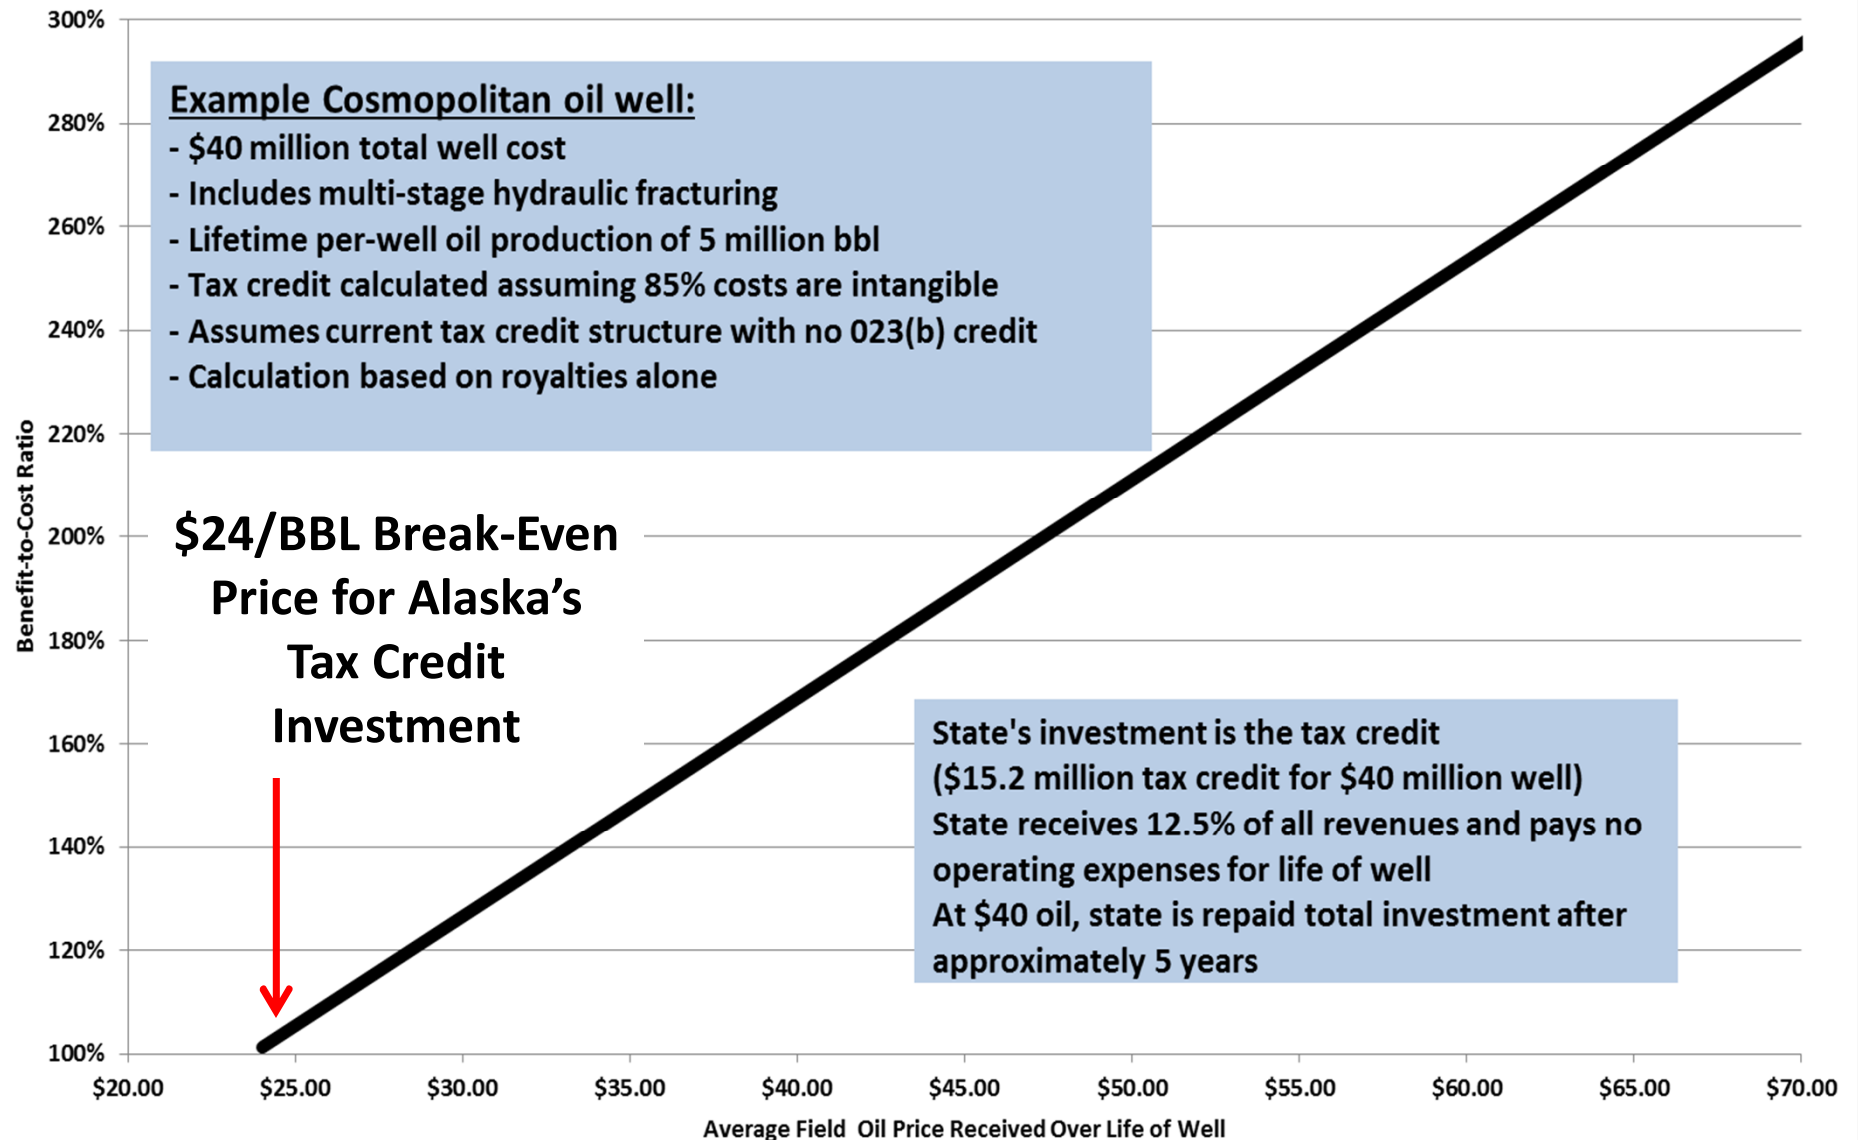 300%
280%
260%
240%
220%
200%
180%
160%
140%
120%
100%
Benefit-to-Cost Ratio
Example Cosmopolitan oil well:
- $40 million total well cost
- Includes multi-stage hydraulic fracturing
- Lifetime per-well oil production of 5 million bbl
- Tax credit calculated assuming 85% costs are intangible
- Assumes current tax credit structure with no 023(b) credit
- Calculation based on royalties alone
$24/BBL Break-Even
Price for Alaska’s
Tax Credit
Investment
State's investment is the tax credit
($15.2 million tax credit for $40 million well)
State receives 12.5% of all revenues and pays no
operating expenses for life of well
At $40 oil, state is repaid total investment after
approximately 5 years
$20.00 $25.00 $30.00 $35.00 $40.00 $45.00 $50.00 $55.00 $60.00 $65.00 $70.00
Average Field Oil Price Received Over Life of Well